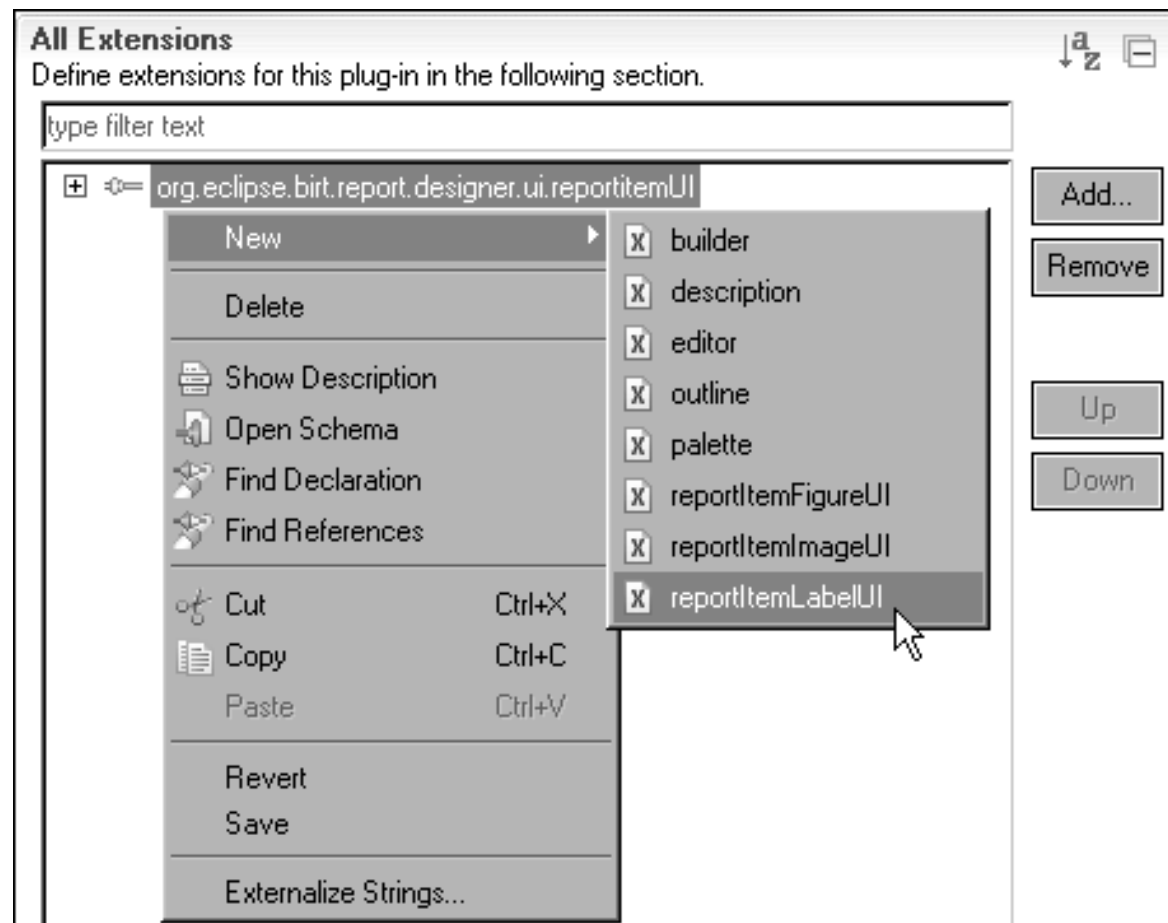 All Extensions
Define extensions for this plug-in in the following section.
type filter text
org.eclipse.birt.report.designer.ui.reportitemUI
Add...
Remove
Up
Down
New
Delete
Show Description
Open Schema
Find Declaration
Find References
Cut Ctrl+X
Copy Ctrl+C
Paste Ctrl+V
Revert
Save
Externalize Strings...
builder
description
editor
outline
palette
reportItemFigureUI
reportItemImageUI
reportItemLabelUI